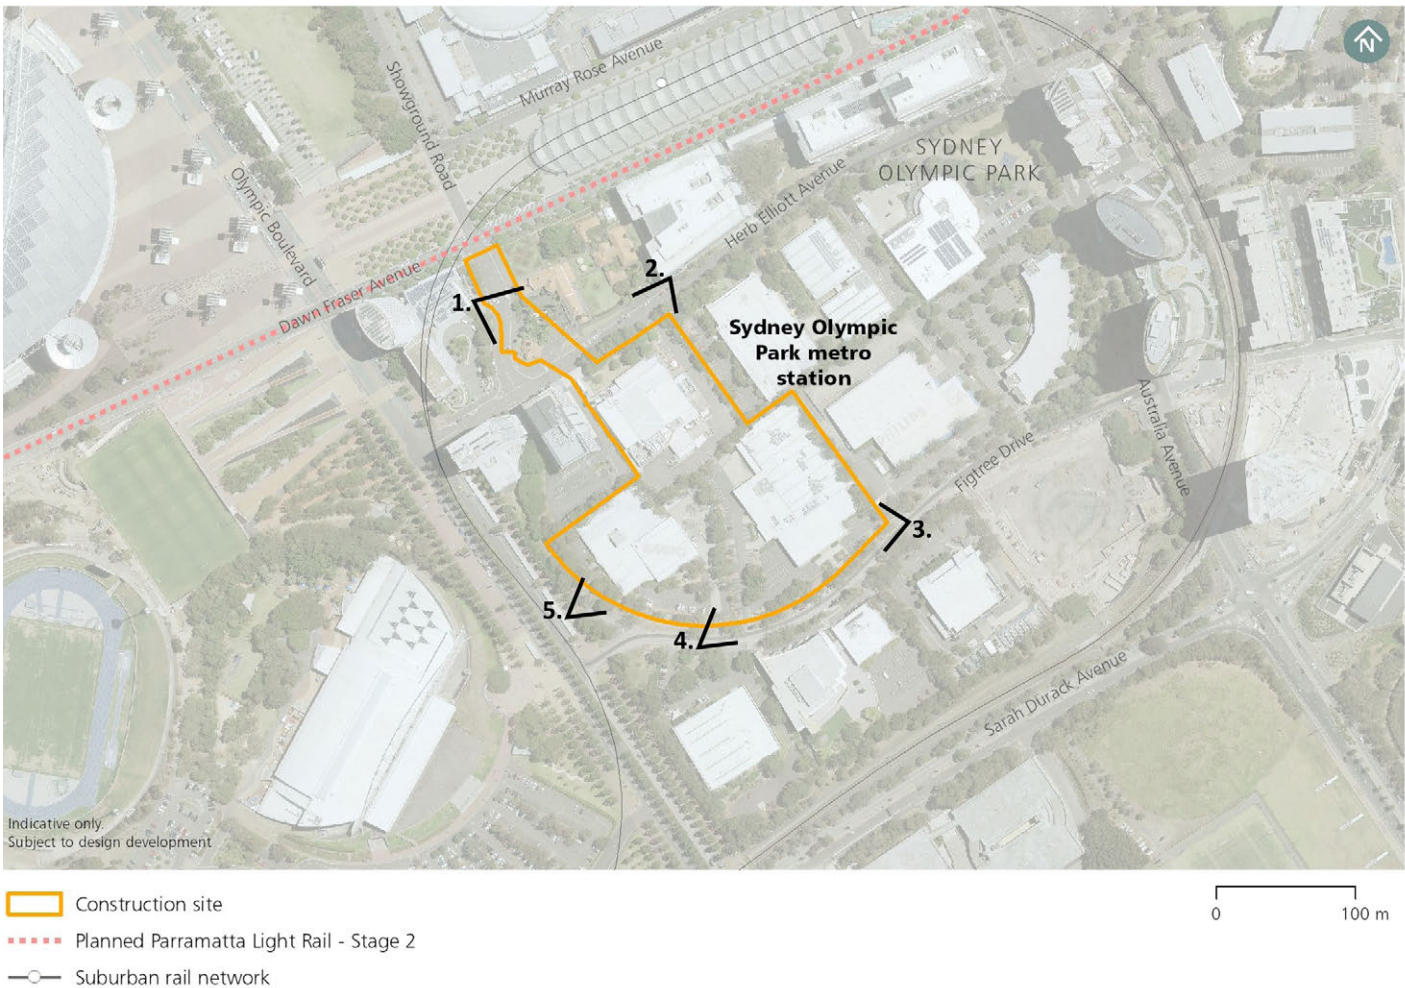 N
Murray Rose Avenue
Showground Road
SYDNEY
OLYMPIC PARK
Olympic Boulevard
Herb Elliott Avenue
Dawn Fraser Avenue
1.
2.
Sydney Olympic
Park metro
station
Australia Avenue
Figtree Drive
3.
5.
4.
Sarah Durack Avenue
Indicative only.
Subject to design development
Construction site
0
100 m
Planned Parramatta Light Rail - Stage 2
Suburban rail network